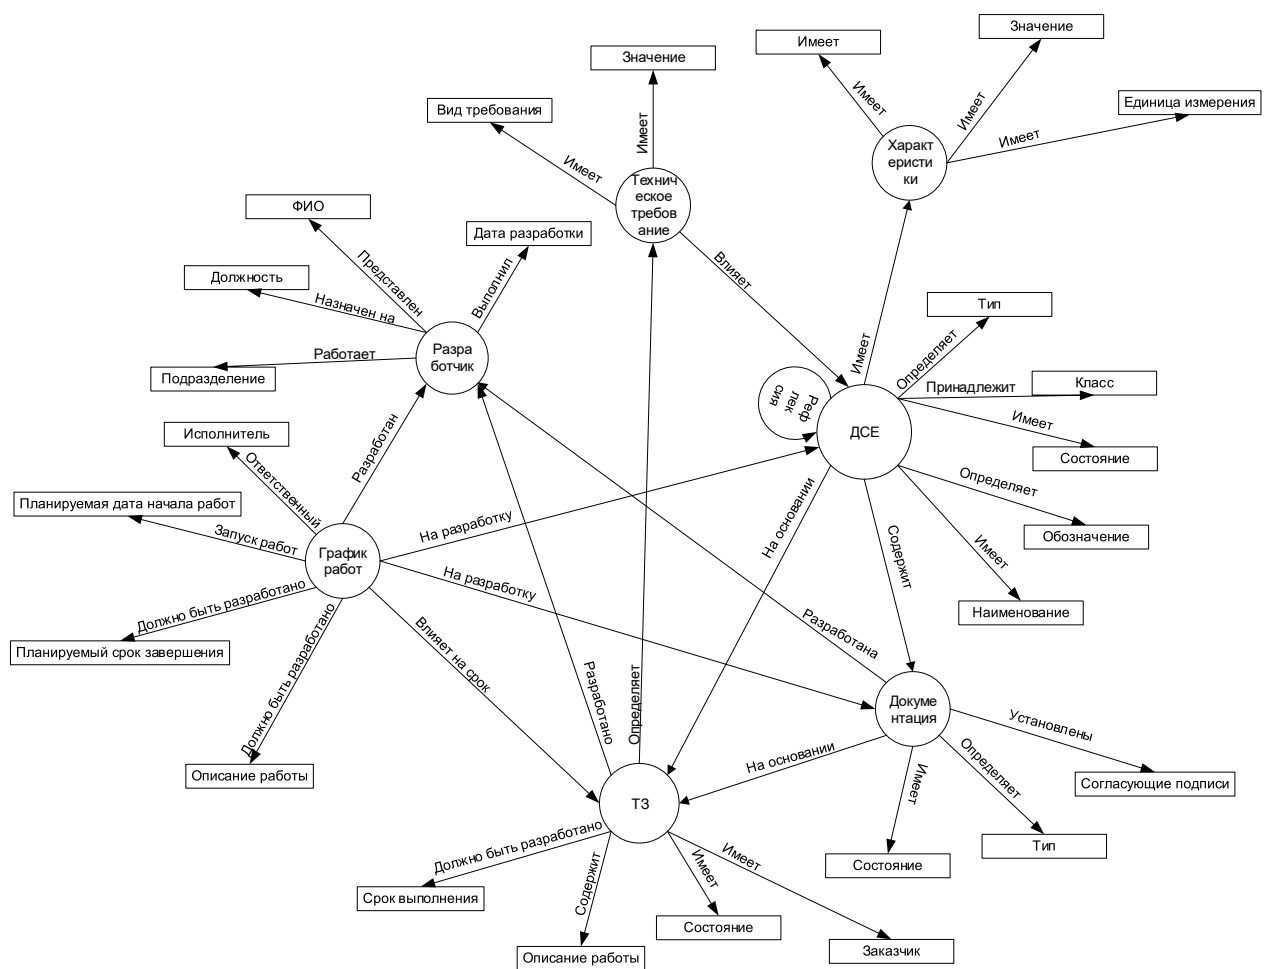 Значение
Имеет
Значение
Единица измерения
Вид требования
Имеет
Имеет
Имеет
Имеет
Имеет
Характ
еристи
ки
Технич
еское
требов
ание
ФИО
Дата разработки
Должность
Представлен
Назначен на
Выполнил
Влияет
Работает
Подразделение
Разра
ботчик
Имеет
Тип
Определяет
Принадлежит
Класс
Имеет
Состояние
Реф
лек
сия
ДСЕ
Исполнитель
Ответственный
Разработан
Планируемая дата начала работ
Запуск работ
График
работ
На разработку
На разработку
На основании
Содержит
Определяет
Обозначение
Имеет
Наименование
Должно быть разработано
Планируемый срок завершения
Должно быть разработано
Описание работы
Влияет на срок
Разработано
Определяет
Разработана
Докуме
нтация
Установлены
Согласующие подписи
Определяет
Тип
Имеет
Состояние
На основании
ТЗ
Должно быть разработано
Срок выполнения
Содержит
Описание работы
Имеет
Состояние
Имеет
Заказчик